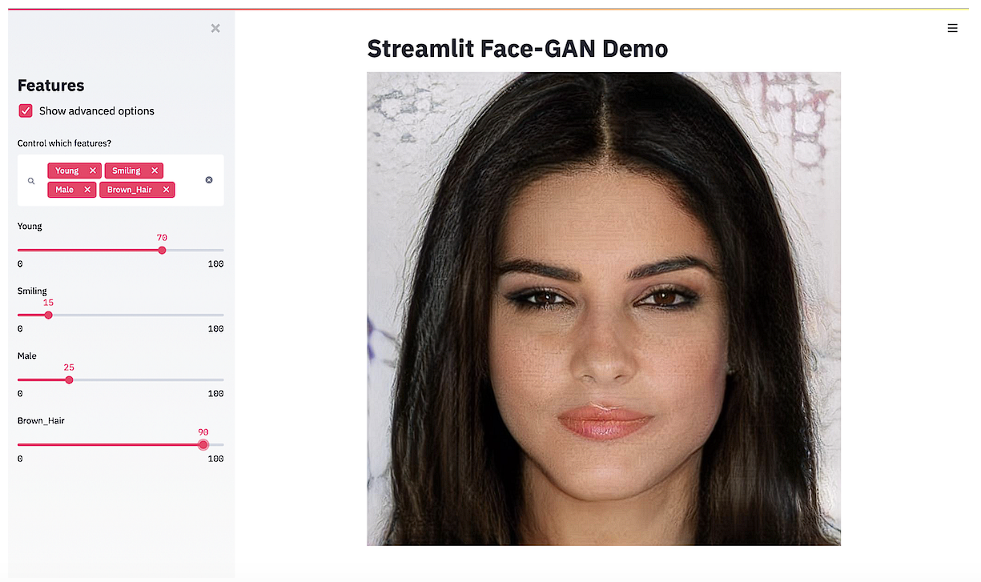 Features
Show advanced options
Control which features?
Young
Smiling
Male
Brown_Hair
Young
70
0 100
Smiling
15
0 100
Male
25
0 100
Brown_Hair
90
0 100
Streamlit Face-GAN Demo